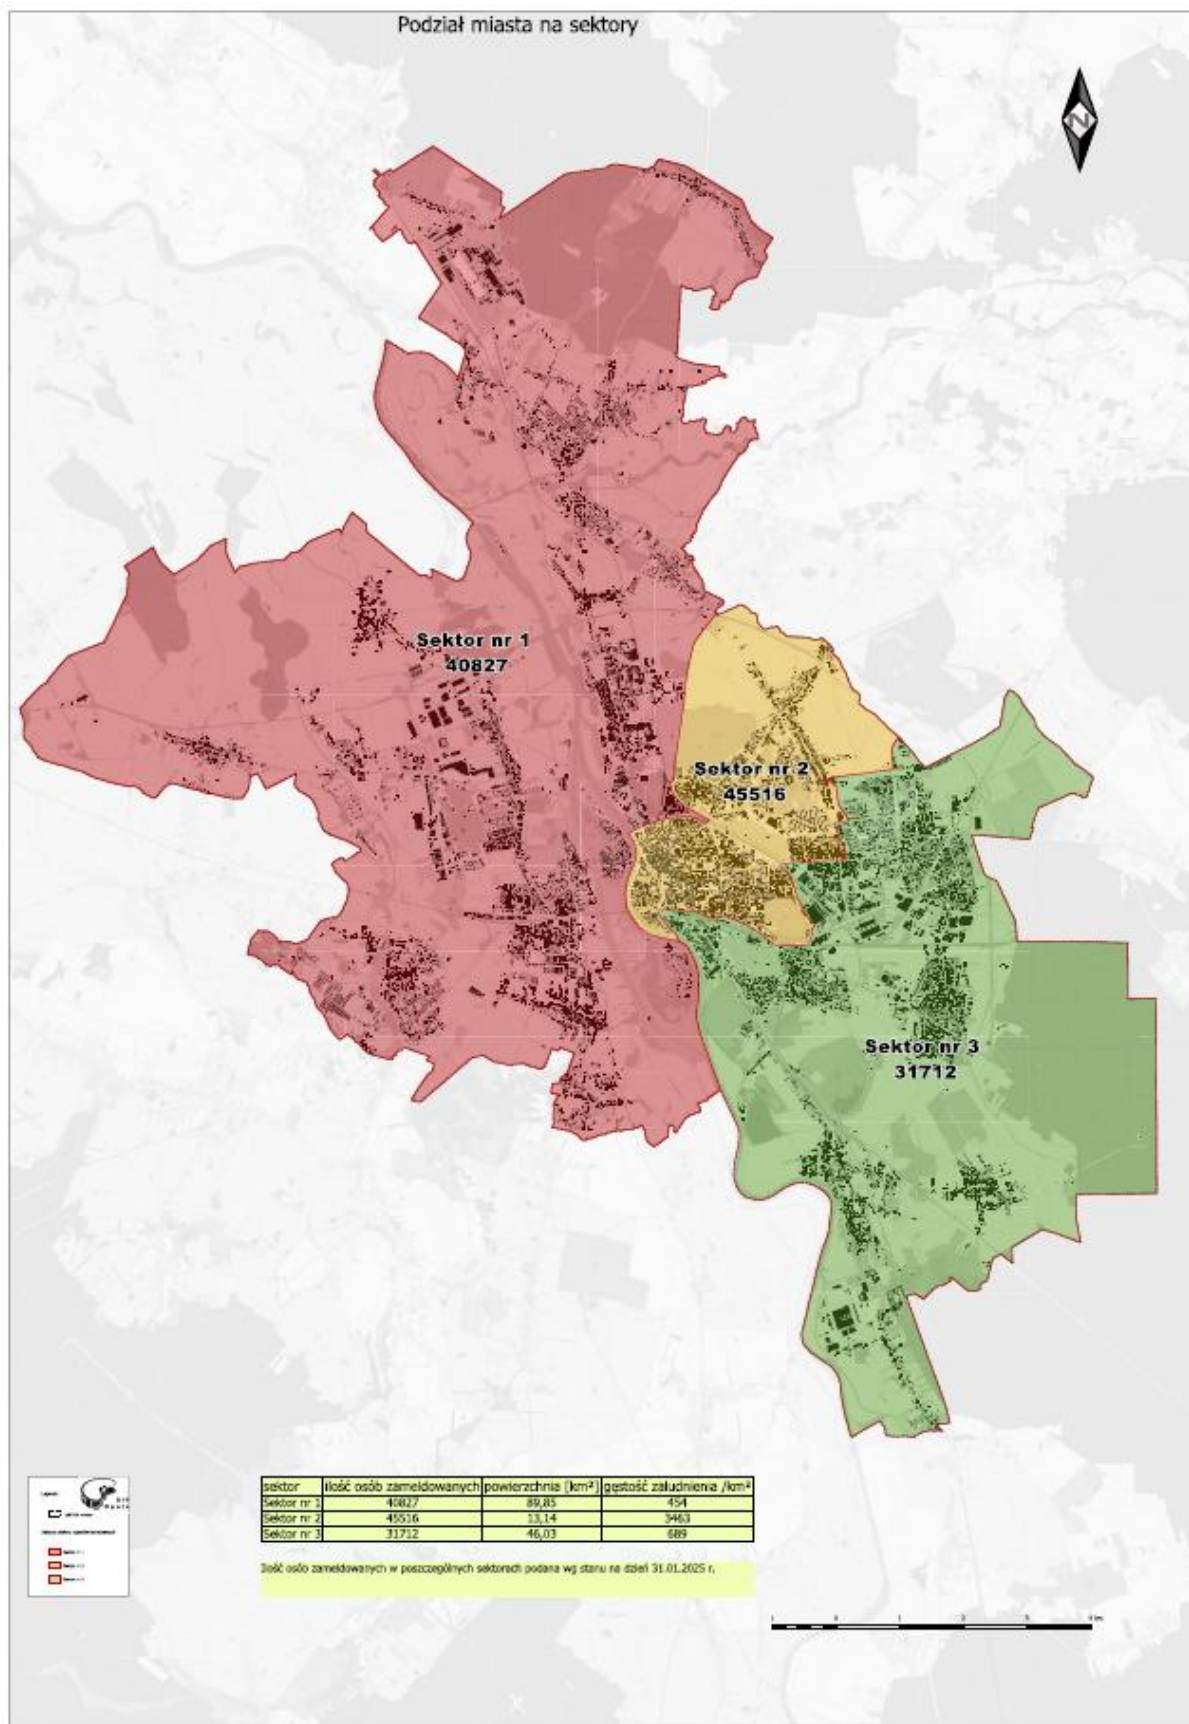 Podział miasta na sektory
N
Sektor nr 1
40827
Sektor nr 2
45516
Sektor nr 3
31712
sektor ilość osób zameldowanych powierzchnia [km²] gęstość zaludnienia /km²
Sektor nr 1 40827 89,85 454
Sektor nr 2 45516 13,14 3463
Sektor nr 3 31712 46,03 689
Ilość osób zameldowanych w poszczególnych sektorach podana wg stanu na dzień 31.01.2025 r.